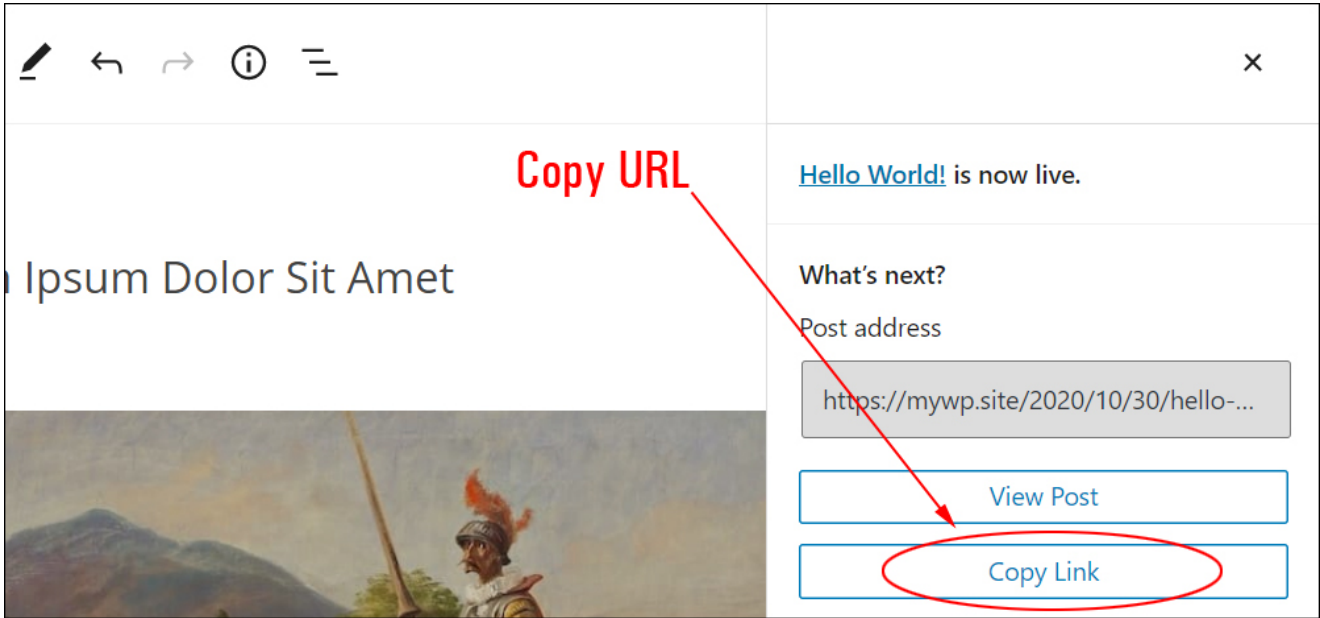 Copy URL
Hello World! is now live.
Ipsum Dolor Sit Amet
What's next?
Post address
https://mywp.site/2020/10/30/hello-...
View Post
Copy Link